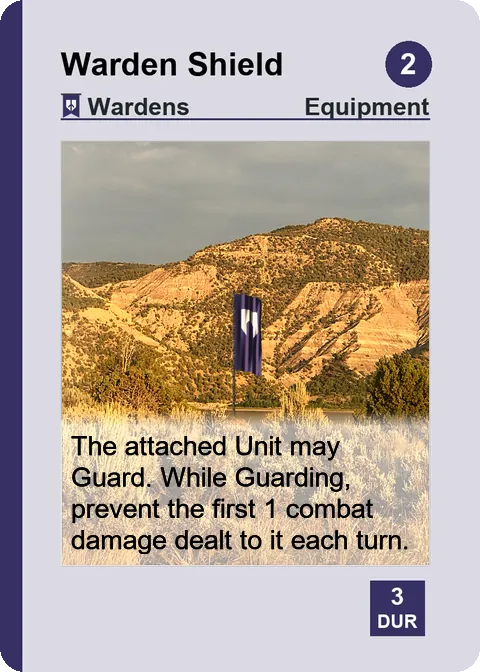 Warden Shield
2
Wardens
Equipment
The attached Unit may
Guard. While Guarding,
prevent the first 1 combat
damage dealt to it each turn.
3
DUR